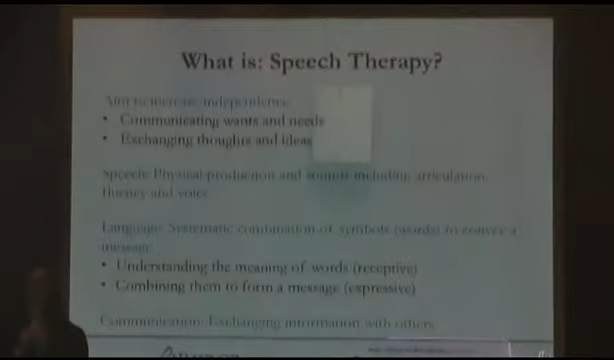 What is: Speech Therapy?
Aim to increase independence
• Communicating wants and needs
• Exchanging thoughts and ideas
Speech: Physical production and sounds including articulation,
fluency and voice
Language: Systematic combination of symbols (words) to convey a
message
• Understanding the meaning of words (receptive)
• Combining them to form a message (expressive)
Communication: Exchanging information with others